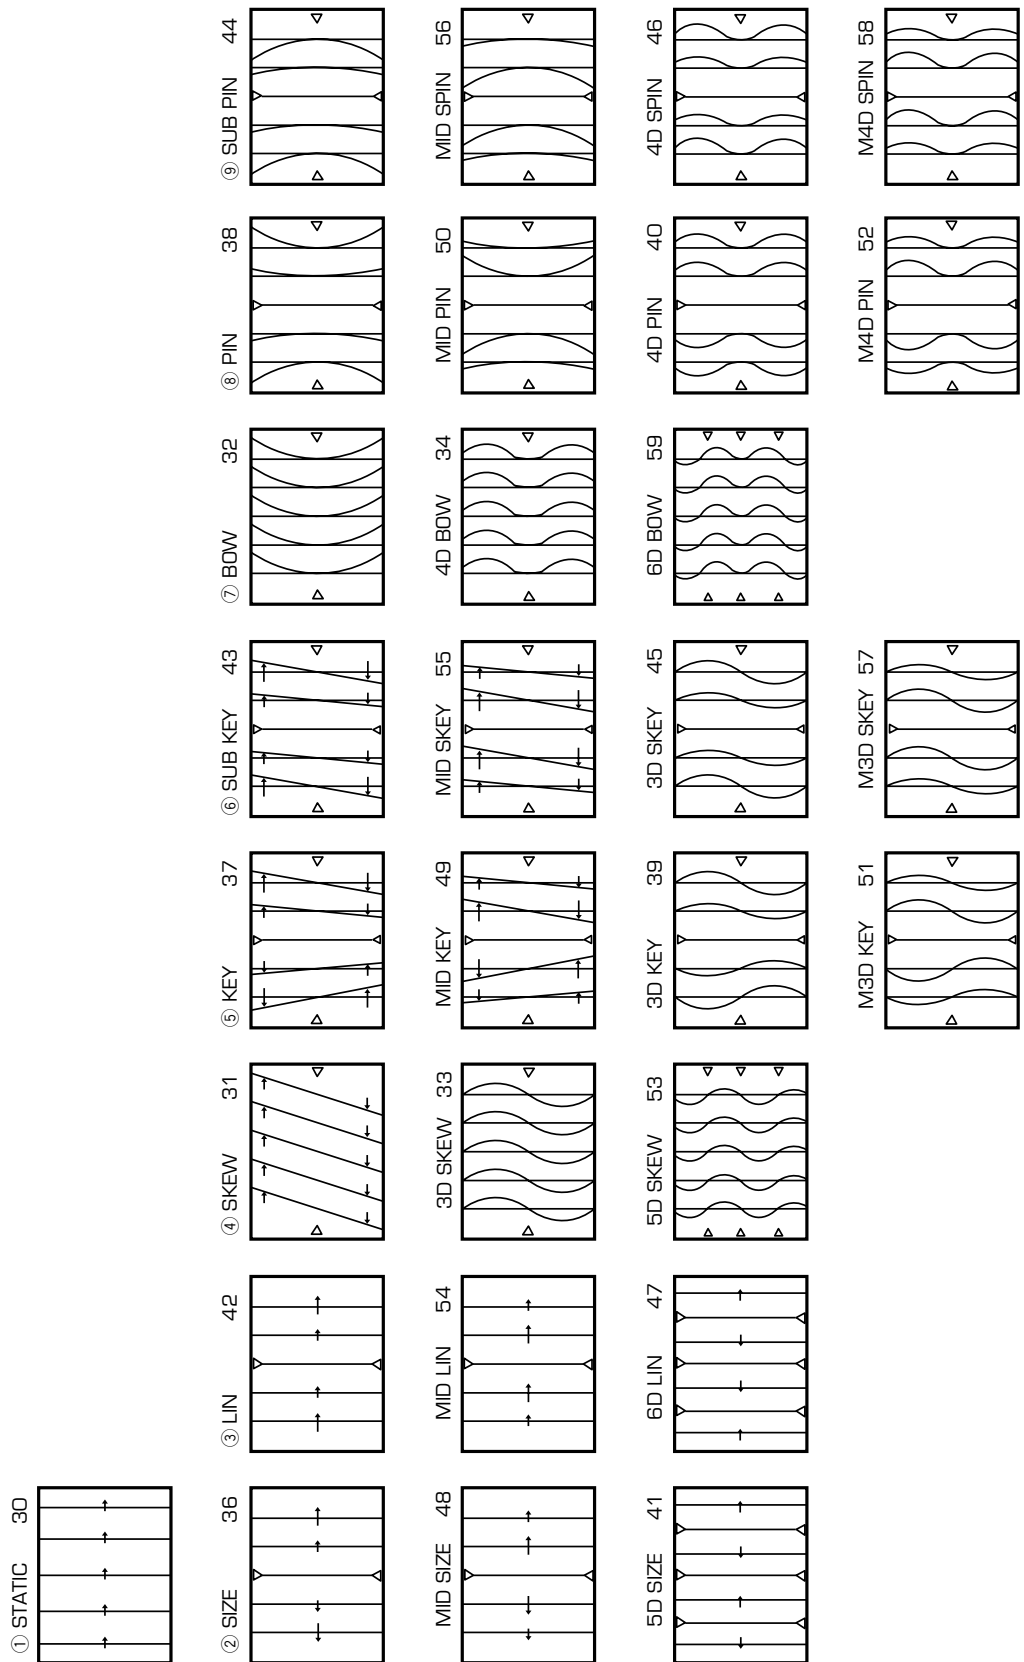 ① STATIC 30
② SIZE 36
③ LIN 42
④ SKEW 31
⑤ KEY 37
⑥ SUB KEY 43
⑦ BOW 32
⑧ PIN 38
⑨ SUB PIN 44
MID SIZE 48
MID LIN 54
3D SKEW 33
MID KEY 49
MID SKEY 55
4D BOW 34
MID PIN 50
MID SPIN 56
5D SIZE 41
6D LIN 47
5D SKEW 53
3D KEY 39
3D SKEY 45
6D BOW 59
4D PIN 40
4D SPIN 46
M3D KEY 51
M3D SKEY 57
M4D PIN 52
M4D SPIN 58